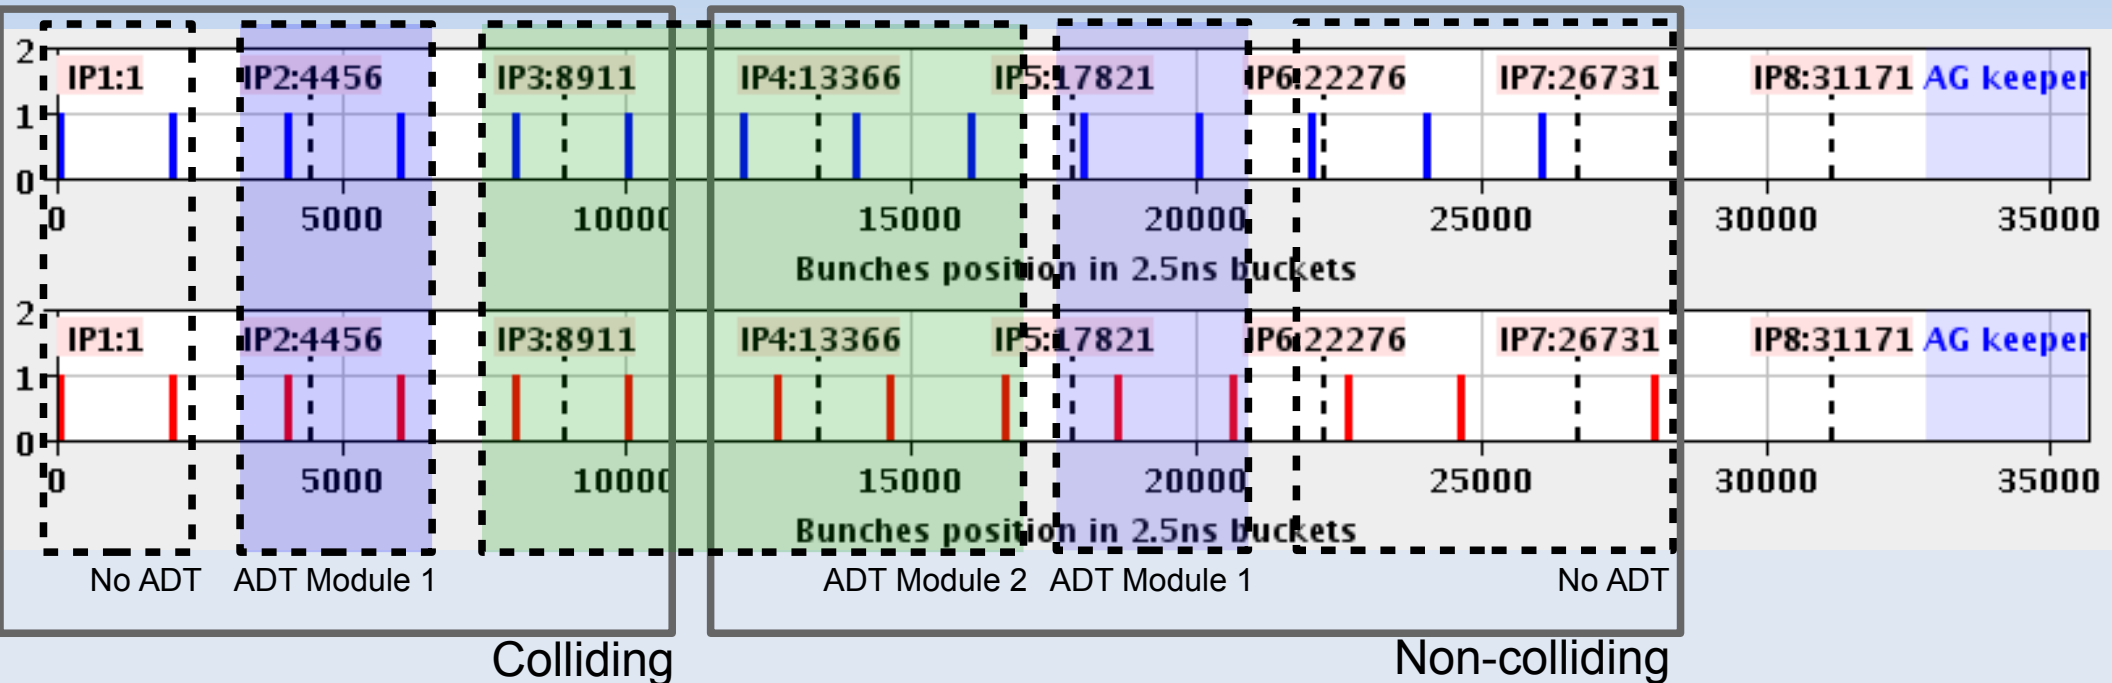 2
IP1:1 IP2:4456 IP3:8911 IP4:13366 IP5:17821 IP6:22276 IP7:26731 IP8:31171 AG keeper
1
0
0 5000 10000 15000 20000 25000 30000 35000
Bunches position in 2.5ns buckets
2
IP1:1 IP2:4456 IP3:8911 IP4:13366 IP5:17821 IP6:22276 IP7:26731 IP8:31171 AG keeper
1
0
0 5000 10000 15000 20000 25000 30000 35000
Bunches position in 2.5ns buckets
No ADT ADT Module 1 ADT Module 2 ADT Module 1 No ADT
Colliding Non-colliding